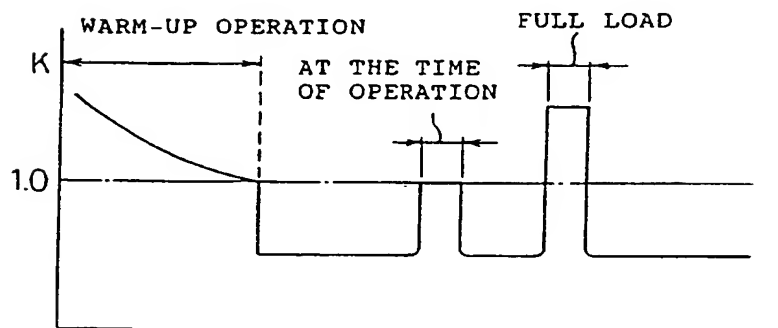 WARM-UP OPERATION
FULL LOAD
K
AT THE TIME
OF OPERATION
1.0